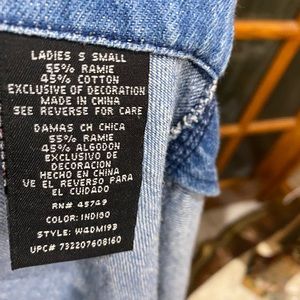 LADIES S SMALL
55% RAMIE
45% COTTON
EXCLUSIVE OF DECORATION
MADE IN CHINA
SEE REVERSE FOR CARE
DAMAS CH CHICA
55% RAMIE
45% ALGODON
EXCLUSIVO DE
DECORACION
HECHO EN CHINA
VE EL REVERSO PARA
EL CUIDADO
RN# 45749
COLOR: INDIGO
STYLE: W4DM193
UPC# 732207608160